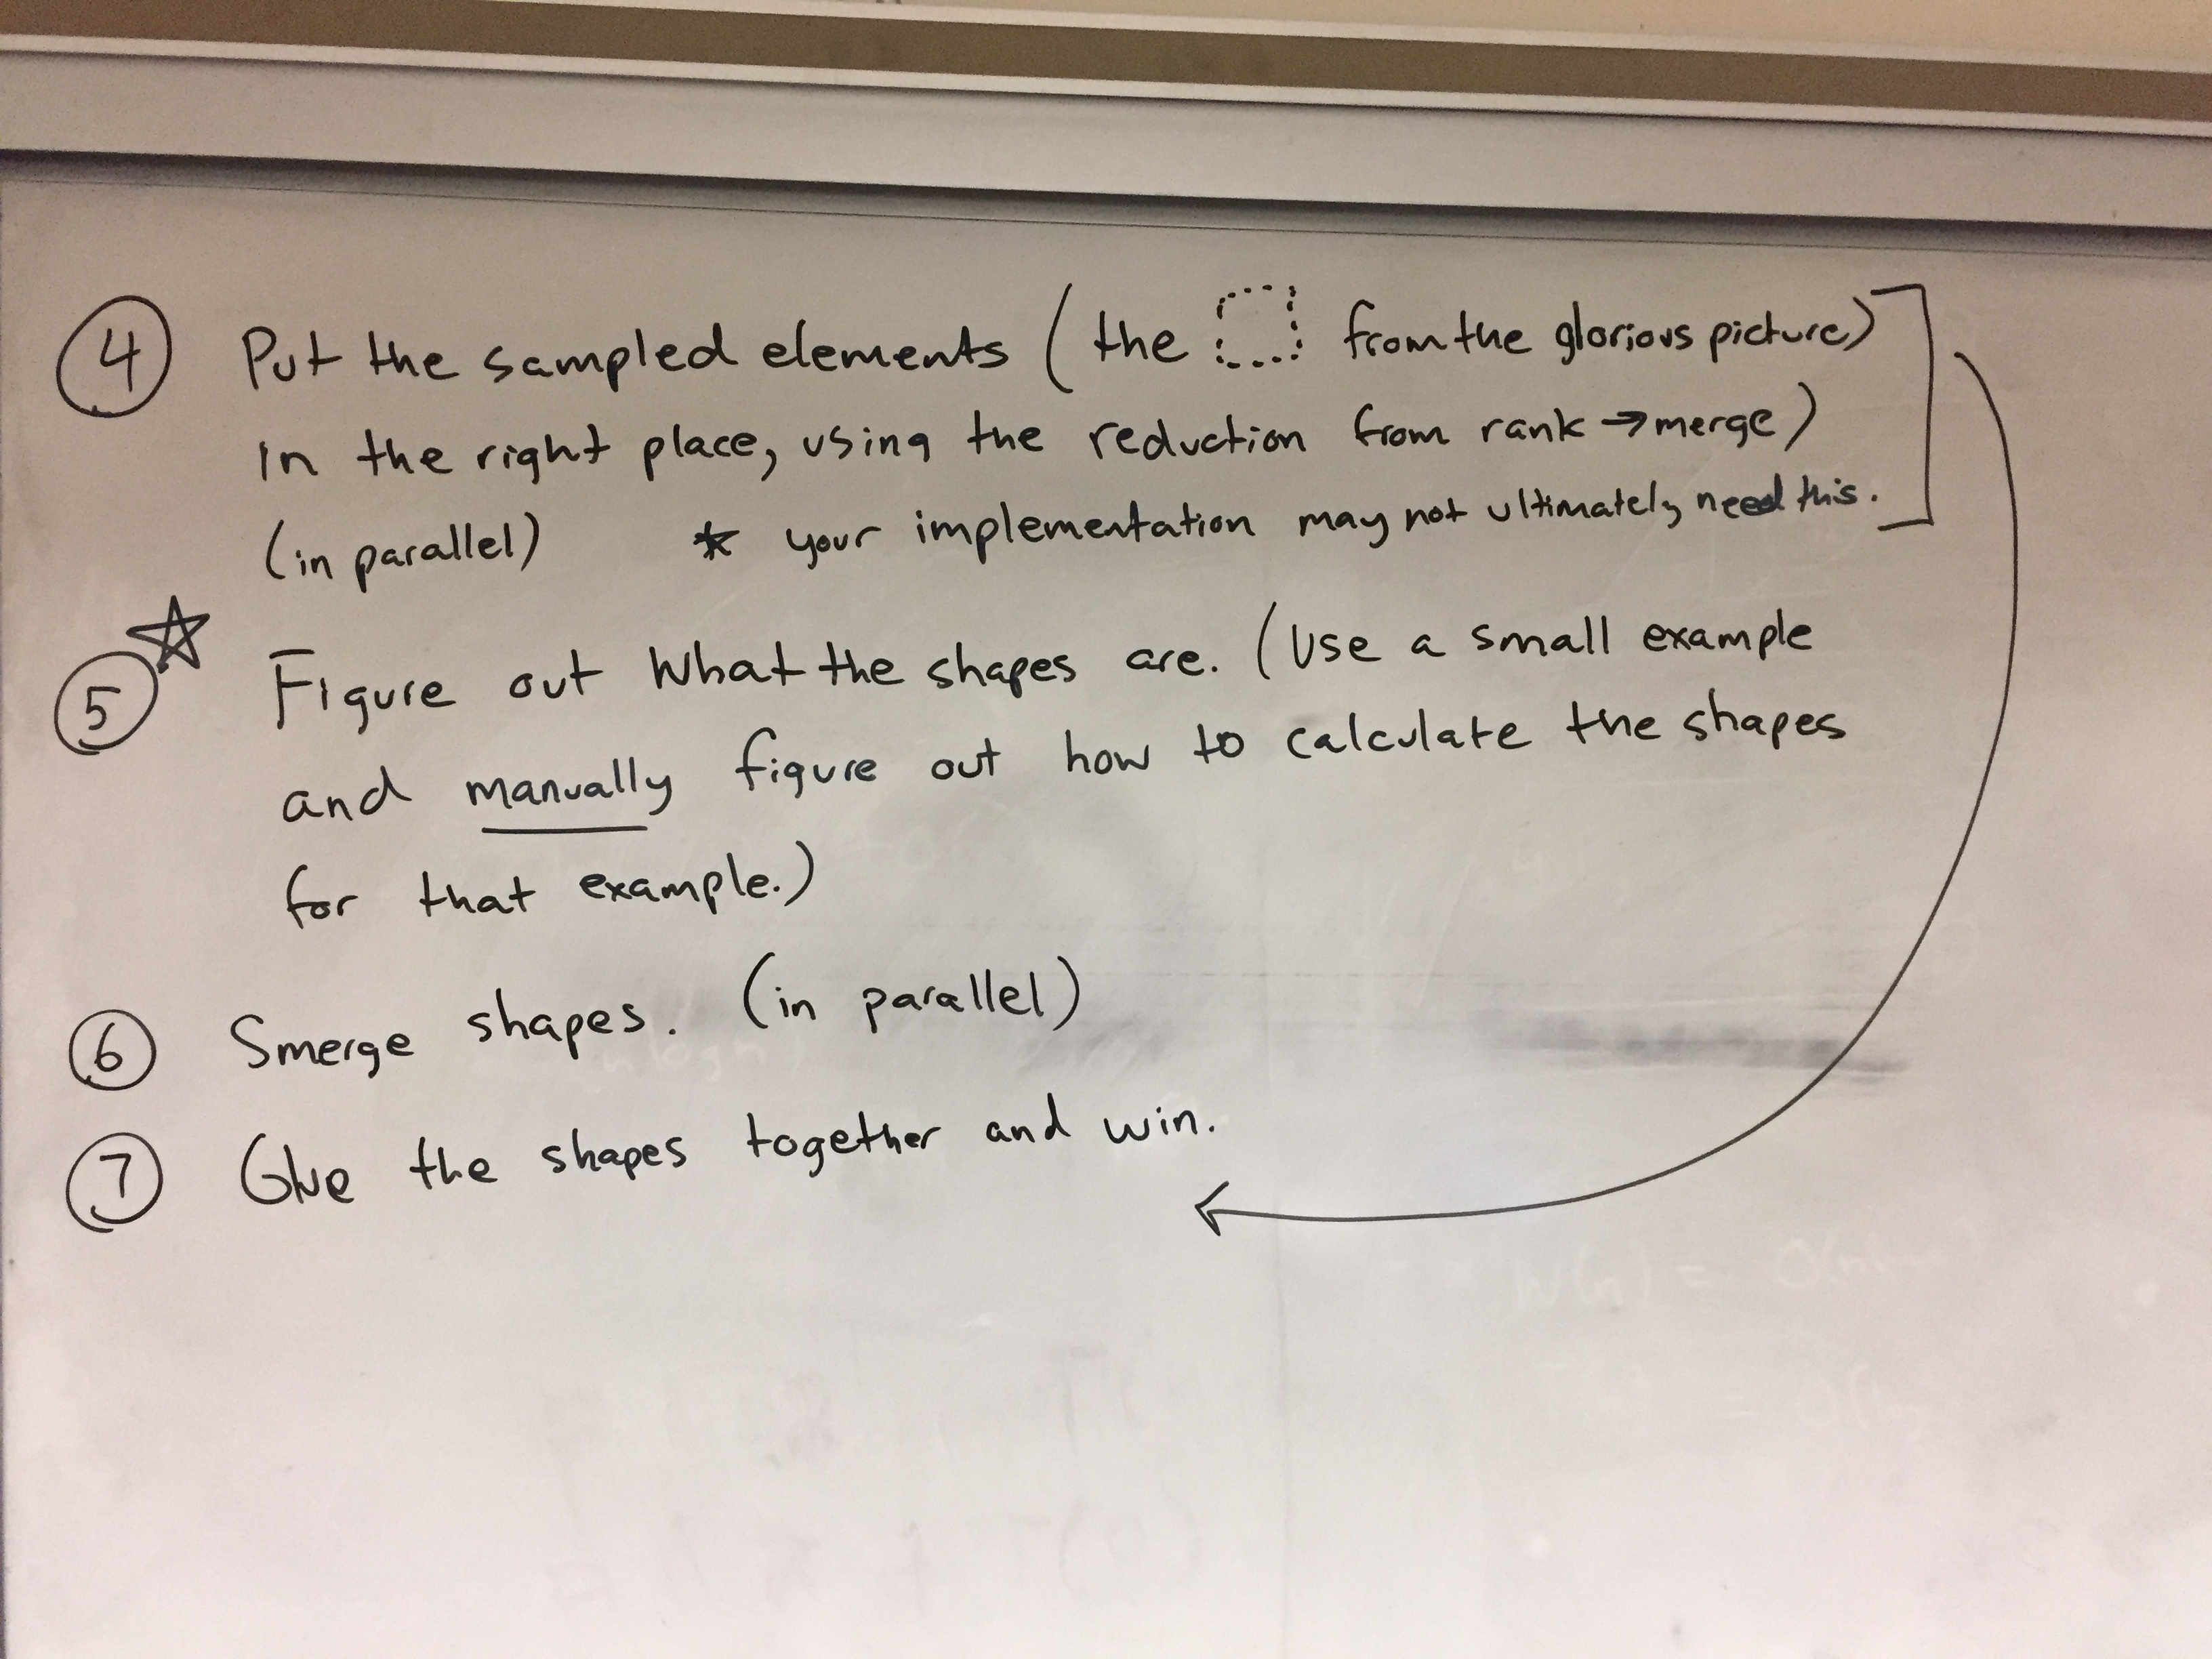 4 Put the sampled elements (the from the glorious picture)
in the right place, using the reduction from rank → merge)
(in parallel) * your implementation may not ultimately need this.
5 Figure out what the shapes are. (Use a small example
and manually figure out how to calculate the shapes
for that example.)
6 Smerge shapes. (in parallel)
7 Glue the shapes together and win.